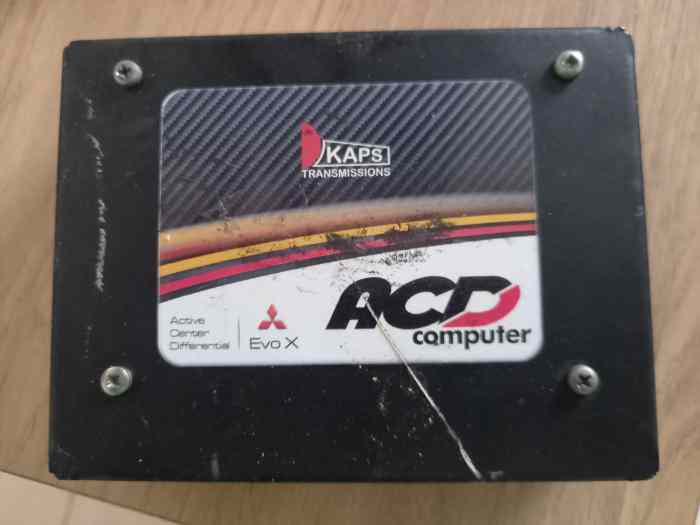 KAPS
TRANSMISSIONS
ACD
computer
Active
Center
Differential
Evo X